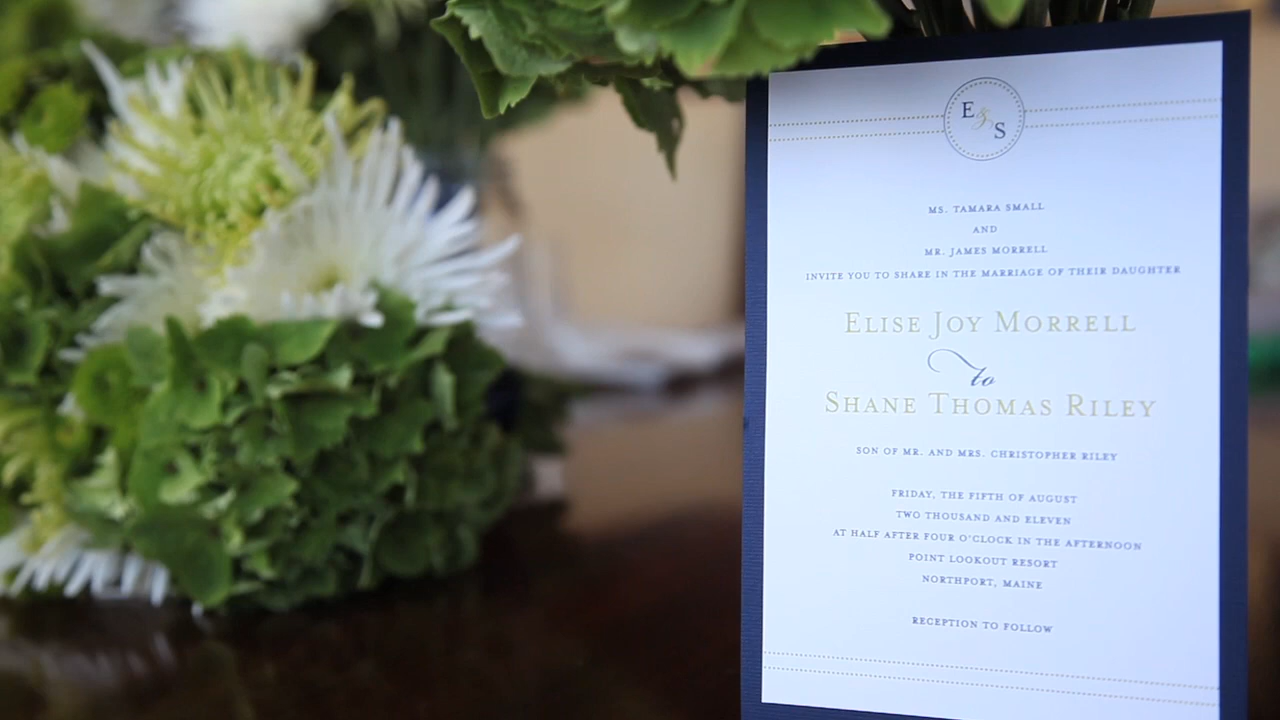 E & S
MS. TAMARA SMALL
AND
MR. JAMES MORRELL
INVITE YOU TO SHARE IN THE MARRIAGE OF THEIR DAUGHTER
ELISE JOY MORRELL
to
SHANE THOMAS RILEY
SON OF MR. AND MRS. CHRISTOPHER RILEY
FRIDAY, THE FIFTH OF AUGUST
TWO THOUSAND AND ELEVEN
AT HALF AFTER FOUR O'CLOCK IN THE AFTERNOON
POINT LOOKOUT RESORT
NORTHPORT, MAINE
RECEPTION TO FOLLOW